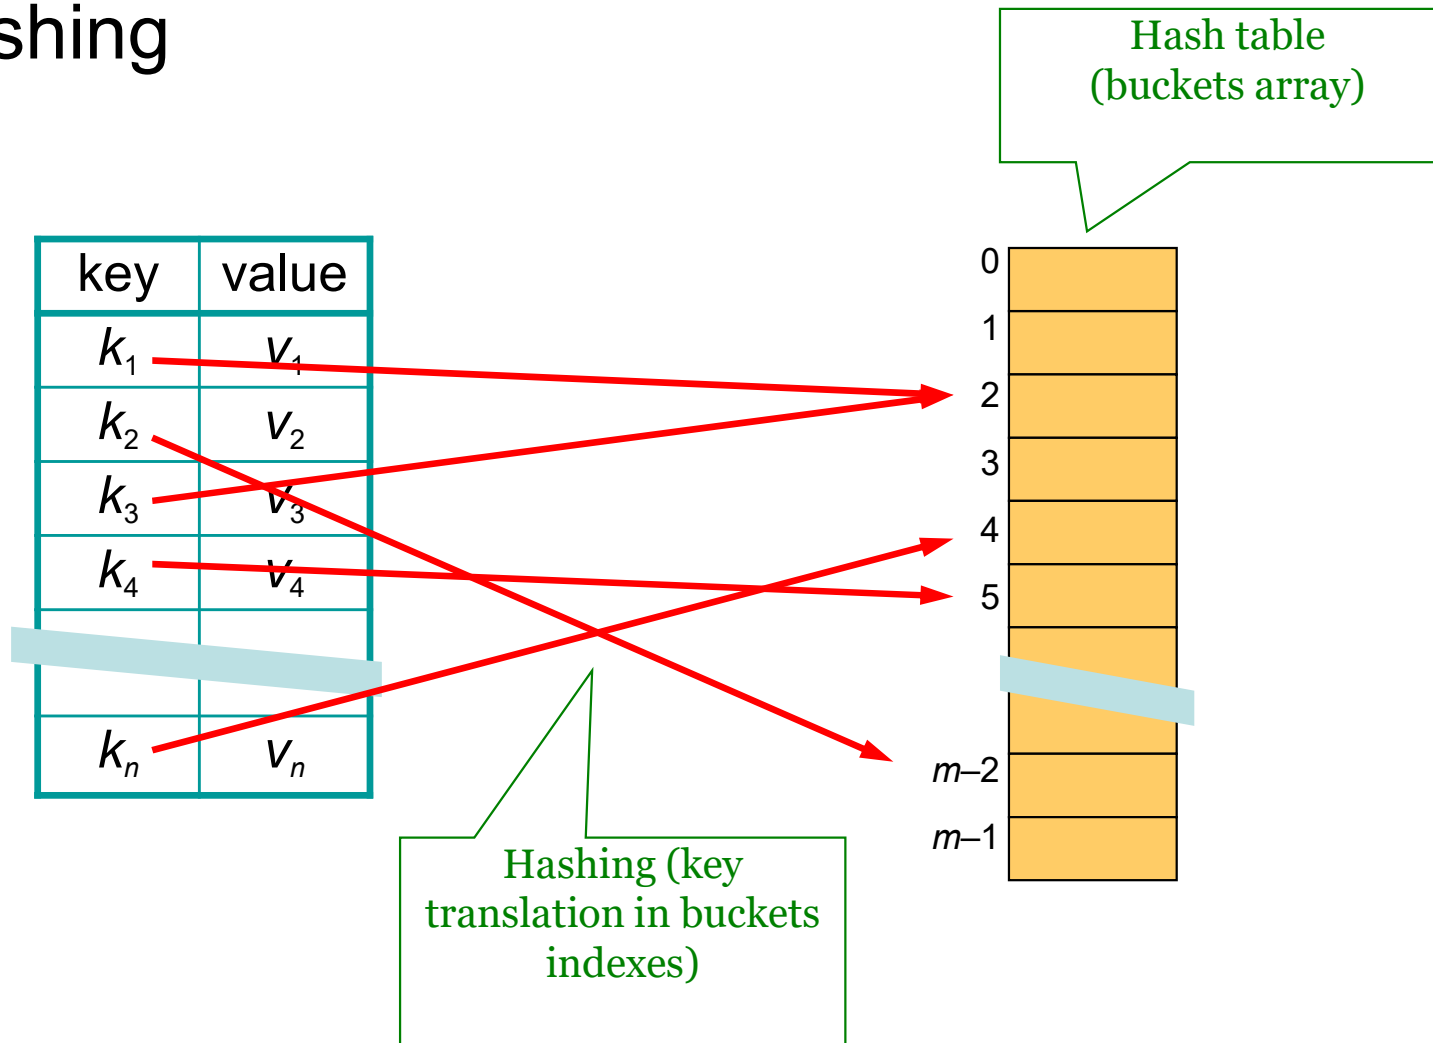 shing
Hash table
(buckets array)
key value
k1 v1
k2 v2
k3 v3
k4 v4
kn vn
0
1
2
3
4
5
m–2
m–1
Hashing (key
translation in buckets
indexes)